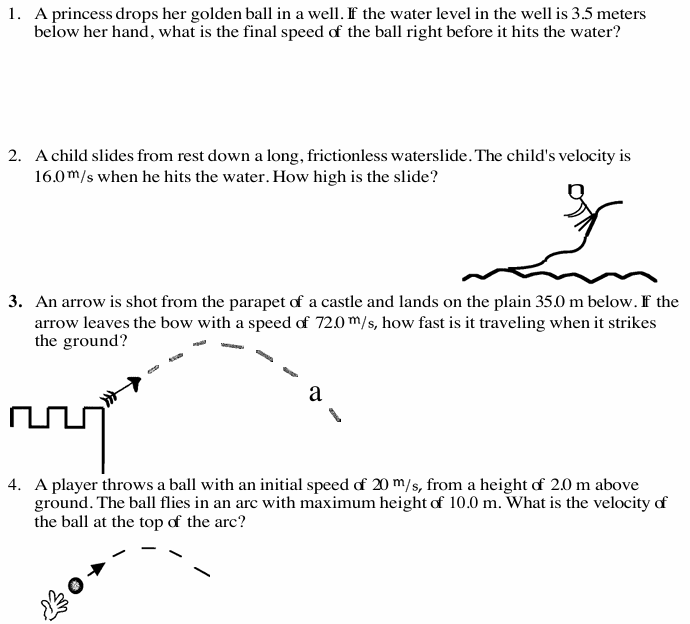 1. A princess drops her golden ball in a well. If the water level in the well is 3.5 meters
below her hand, what is the final speed of the ball right before it hits the water?
2. A child slides from rest down a long, frictionless waterslide. The child's velocity is
16.0 m/s when he hits the water. How high is the slide?
3. An arrow is shot from the parapet of a castle and lands on the plain 35.0 m below. If the
arrow leaves the bow with a speed of 72.0 m/s, how fast is it traveling when it strikes
the ground?
a
4. A player throws a ball with an initial speed of 20 m/s, from a height of 2.0 m above
ground. The ball flies in an arc with maximum height of 10.0 m. What is the velocity of
the ball at the top of the arc?